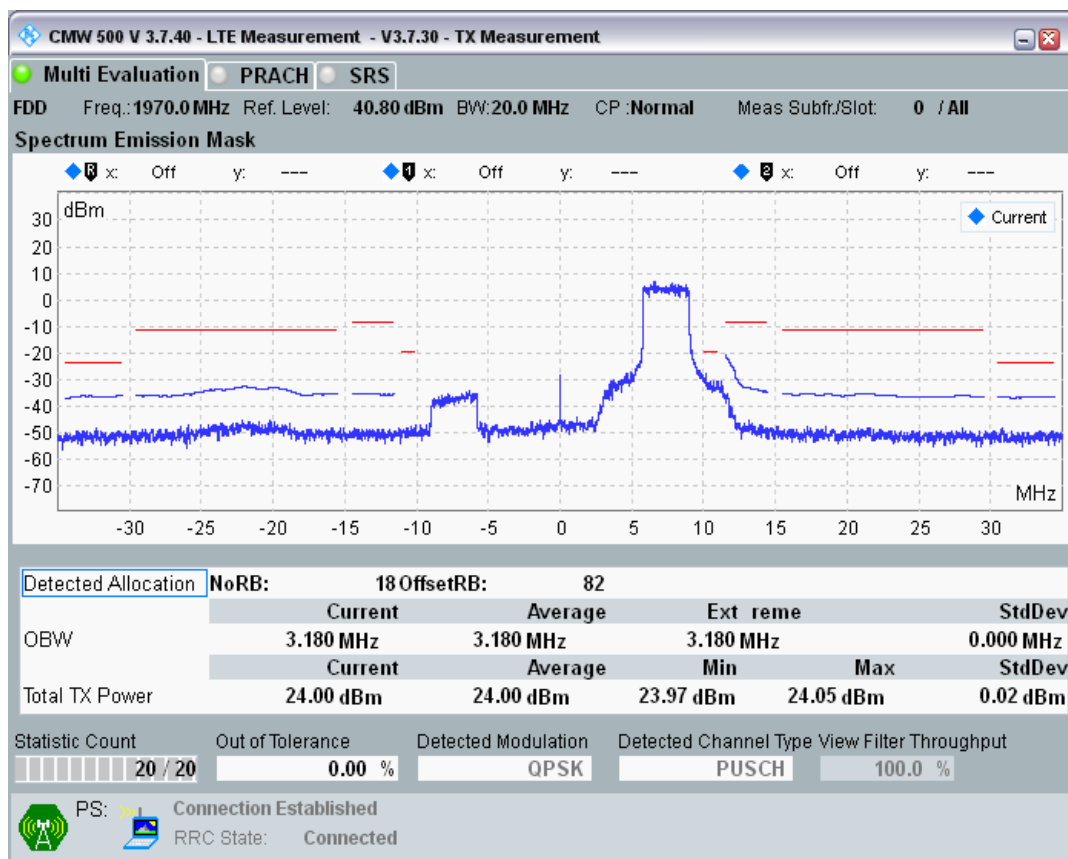 CMW 500 V 3.7.40 - LTE Measurement - V3.7.30 - TX Measurement
Multi Evaluation PRACH SRS
FDD Freq.: 1970.0 MHz Ref. Level: 40.80 dBm BW: 20.0 MHz CP : Normal Meas Subfr./Slot: 0 / All
Spectrum Emission Mask
R x: Off y: --- 1 x: Off y: --- 2 x: Off y: ---
dBm
Current
30
20
10
0
-10
-20
-30
-40
-50
-60
-70
MHz
-30 -25 -20 -15 -10 -5 0 5 10 15 20 25 30
Detected Allocation NoRB: 18 OffsetRB: 82
Current Average Ext reme StdDev
OBW 3.180 MHz 3.180 MHz 3.180 MHz 0.000 MHz
Current Average Min Max StdDev
Total TX Power 24.00 dBm 24.00 dBm 23.97 dBm 24.05 dBm 0.02 dBm
Statistic Count Out of Tolerance Detected Modulation Detected Channel Type View Filter Throughput
20 / 20 0.00 % QPSK PUSCH 100.0 %
PS: Connection Established
RRC State: Connected